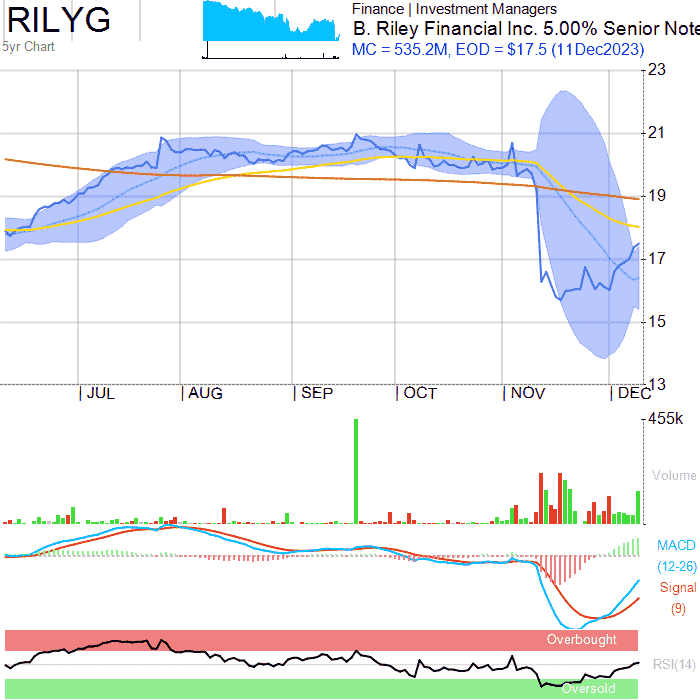 RILYG
5yr Chart
Finance | Investment Managers
B. Riley Financial Inc. 5.00% Senior Note
MC = 535.2M, EOD = $17.5 (11Dec2023)
23
21
19
17
15
13
JUL AUG SEP OCT NOV DEC
455k
Volume
MACD
(12-26)
Signal
(9)
Overbought
RSI(14)
Oversold